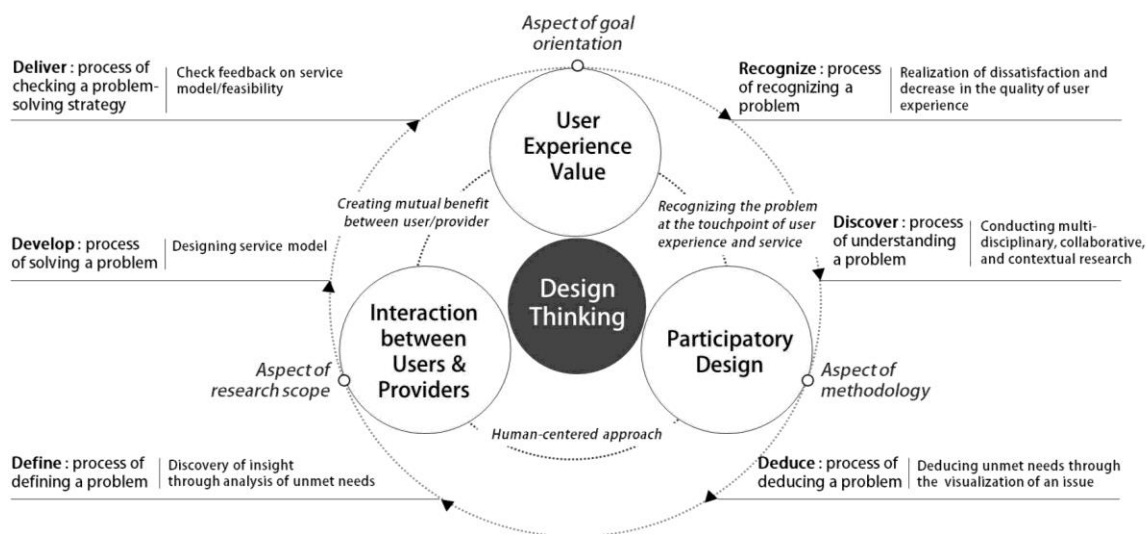 Aspect of goal
orientation
Deliver : process of
checking a problem-
solving strategy
Check feedback on service
model/feasibility
Recognize : process
of recognizing a
problem
Realization of dissatisfaction and
decrease in the quality of user
experience
User
Experience
Value
Creating mutual benefit
between user/provider
Recognizing the problem
at the touchpoint of user
experience and service
Develop : process
of solving a problem
Designing service model
Discover : process
of understanding
a problem
Conducting multi-
disciplinary, collaborative,
and contextual research
Design
Thinking
Interaction
between
Users &
Providers
Participatory
Design
Aspect of
research scope
Aspect of
methodology
Human-centered approach
Define : process of
defining a problem
Discovery of insight
through analysis of unmet needs
Deduce : process of
deducing a problem
Deducing unmet needs through
the visualization of an issue